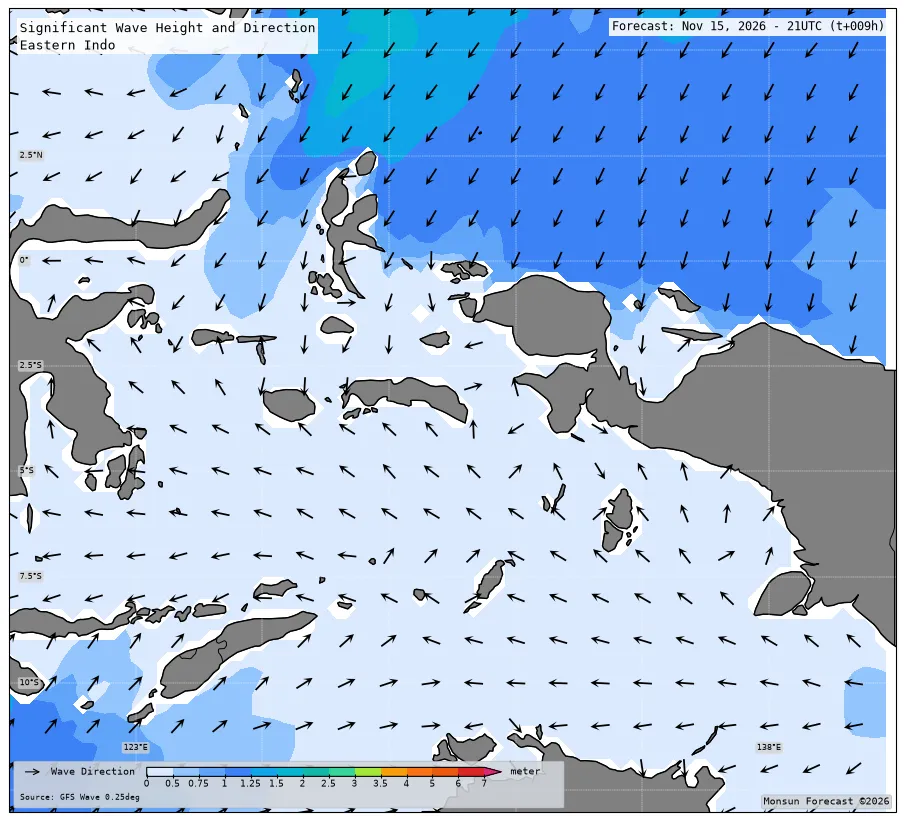 Significant Wave Height and Direction
Eastern Indo
Forecast: Nov 15, 2026 - 21UTC (t+009h)
2.5°N
0°
2.5°S
5°S
7.5°S
10°S
123°E
138°E
Wave Direction
meter
0 0.5 0.75 1 1.25 1.5 2 2.5 3 3.5 4 5 6 7
Source: GFS Wave 0.25deg
Monsun Forecast ©2026